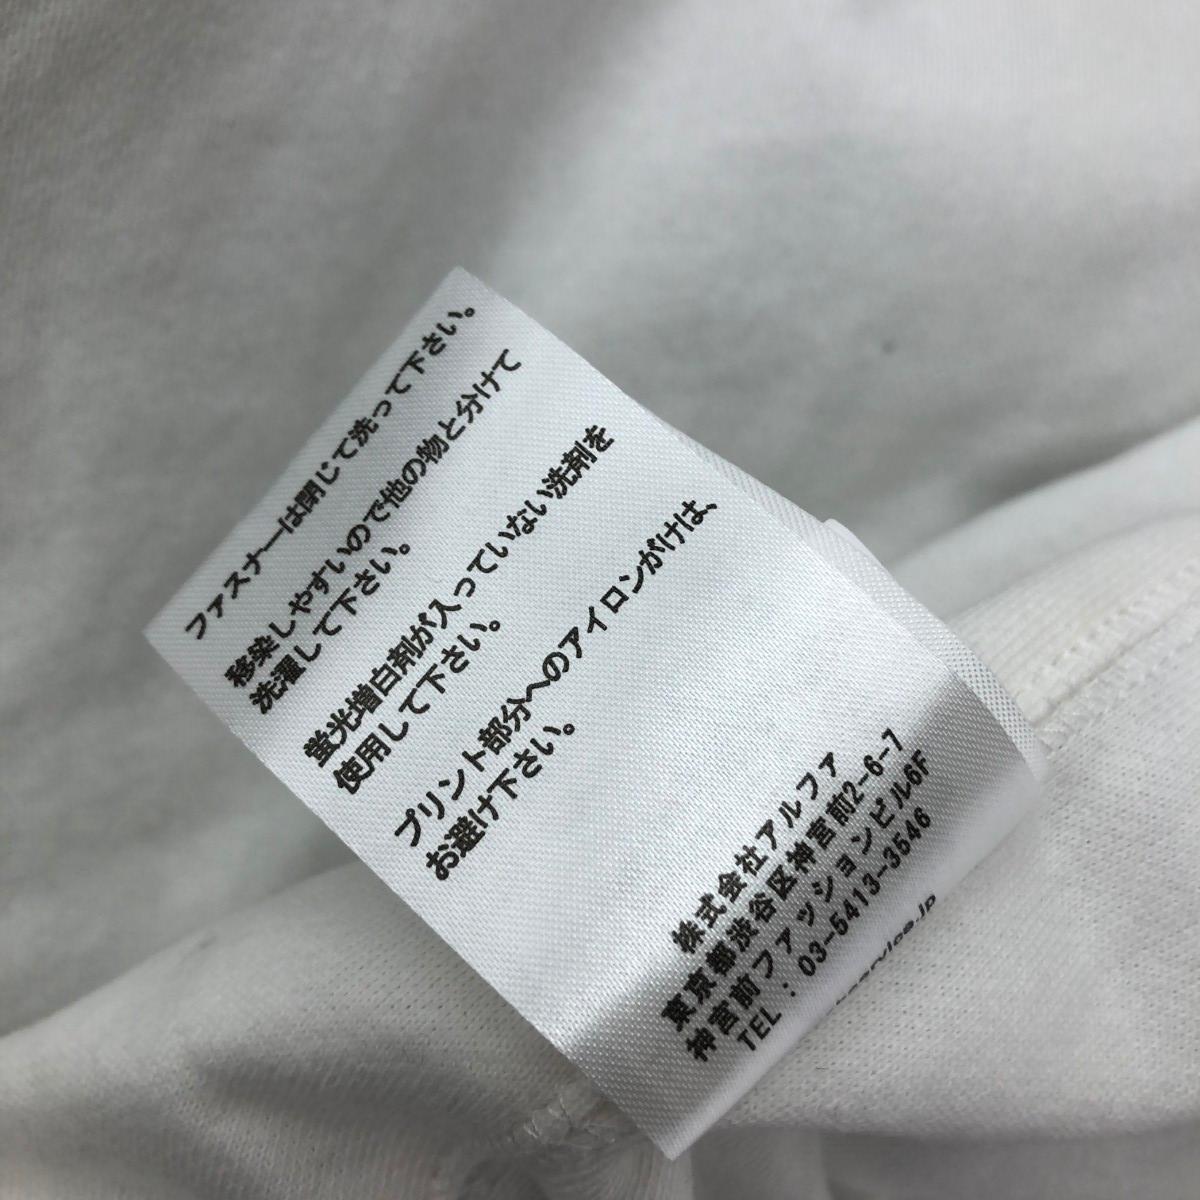 ファスナーは閉じて洗って下さい。
移染しやすいので他の物と分けて
洗濯して下さい。
蛍光増白剤が入っていない洗剤を
使用して下さい。
プリント部分へのアイロンがけは、
お避け下さい。
株式会社アルファ
東京都渋谷区神宮前2-6-7
神宮前ファッションビル6F
TEL : 03-5413-3546